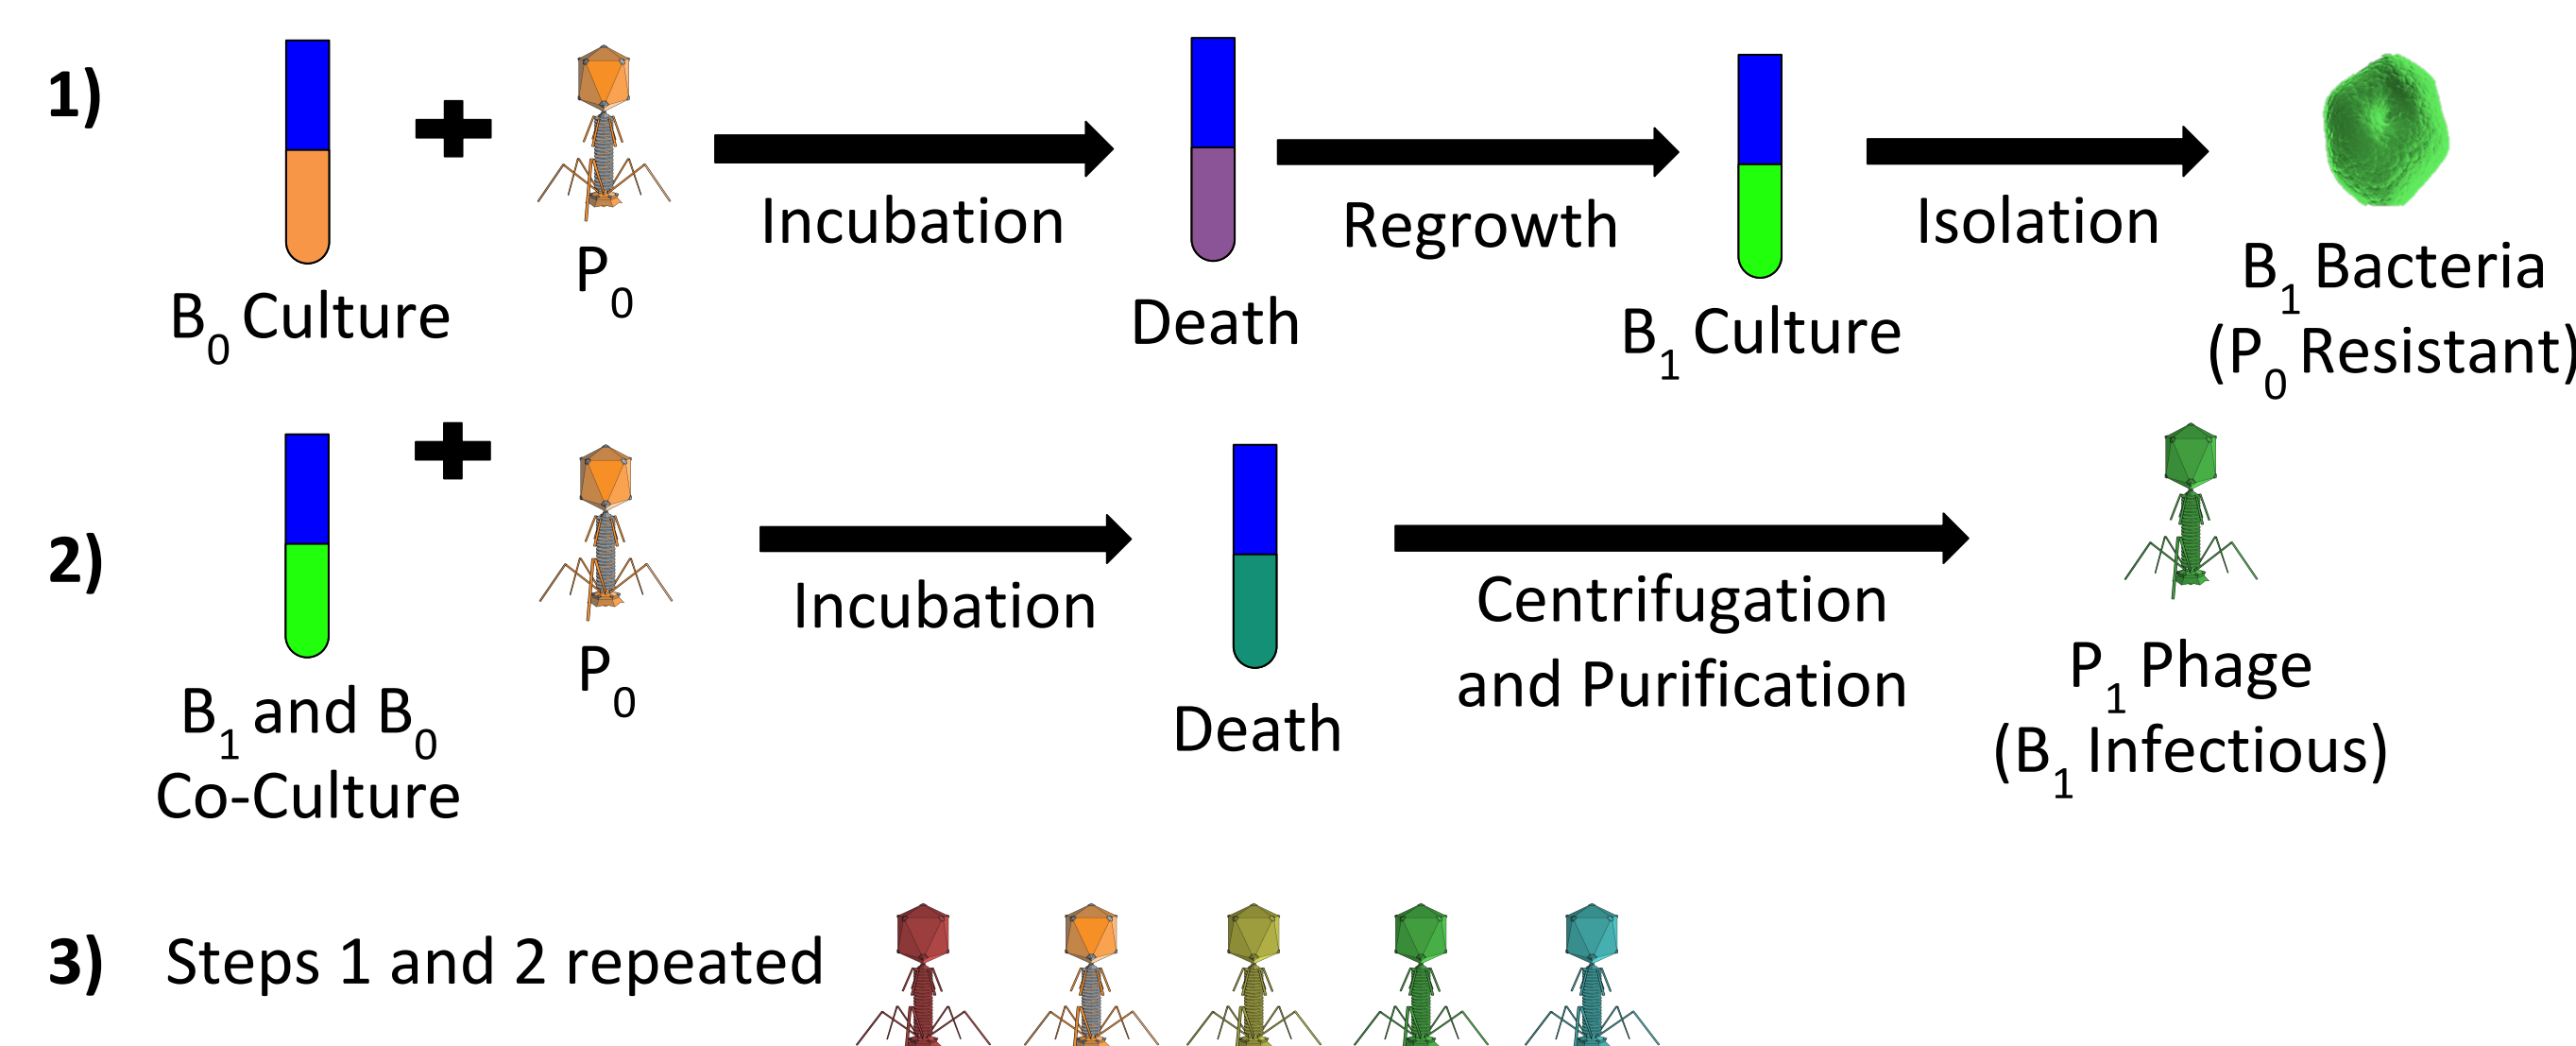 1)
B₀ Culture
P₀
Incubation
Death
Regrowth
B₁ Culture
Isolation
B₁ Bacteria
(P₀ Resistant)
2)
B₁ and B₀
Co-Culture
P₀
Incubation
Death
Centrifugation
and Purification
P₁ Phage
(B₁ Infectious)
3) Steps 1 and 2 repeated